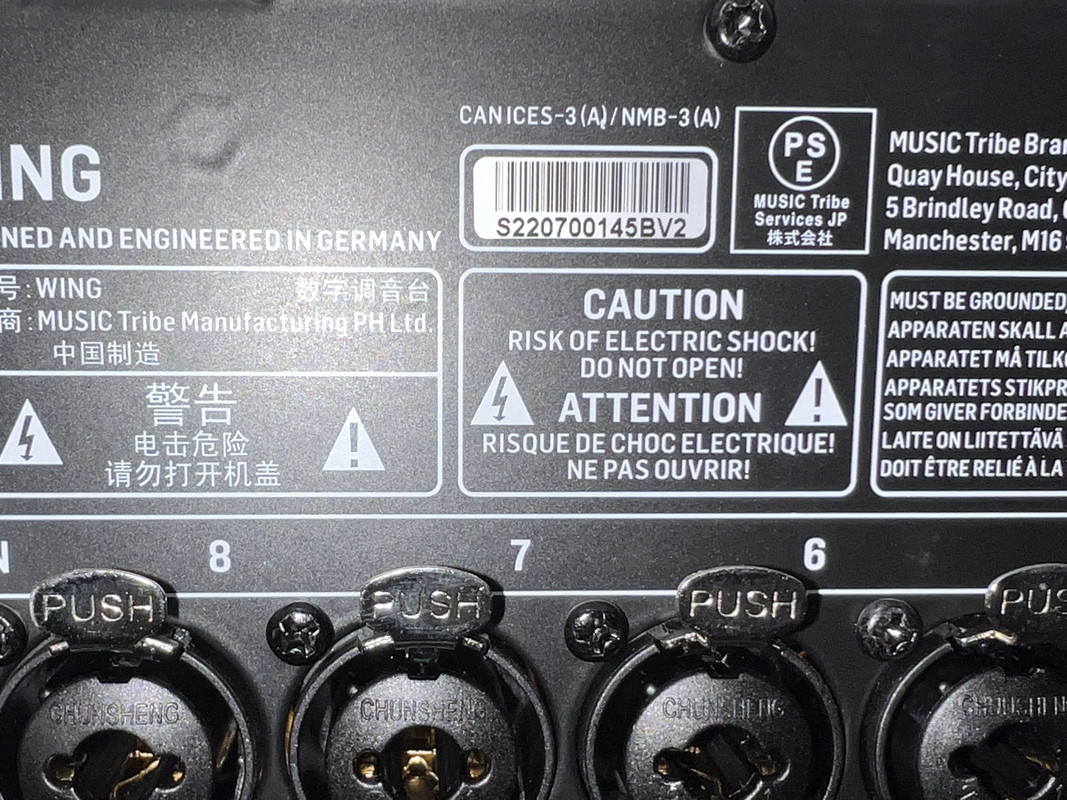 CAN ICES-3 (A) / NMB-3 (A)
S220700145BV2
PS
E
MUSIC Tribe
Services JP
株式会社
MUSIC Tribe
Quay House, City
5 Brindley Road,
Manchester, M16
ING
NED AND ENGINEERED IN GERMANY
号: WING 数字调音台
商: MUSIC Tribe Manufacturing PH Ltd.
中国制造
警告
电击危险
请勿打开机盖
CAUTION
RISK OF ELECTRIC SHOCK!
DO NOT OPEN!
ATTENTION
RISQUE DE CHOC ELECTRIQUE!
NE PAS OUVRIR!
MUST BE GROUNDED,
APPARATEN SKALL A
APPARATET MÅ TILK
APPARATETS STIKPR
SOM GIVER FORBINDE
LAITE ON LIITETTÄVÄ
DOIT ÊTRE RELIÉ À LA
N 8 7 6
PUSH PUSH PUSH PUS
CHUNSHENG CHUNSHENG CHUNSHENG CHUNSHEN